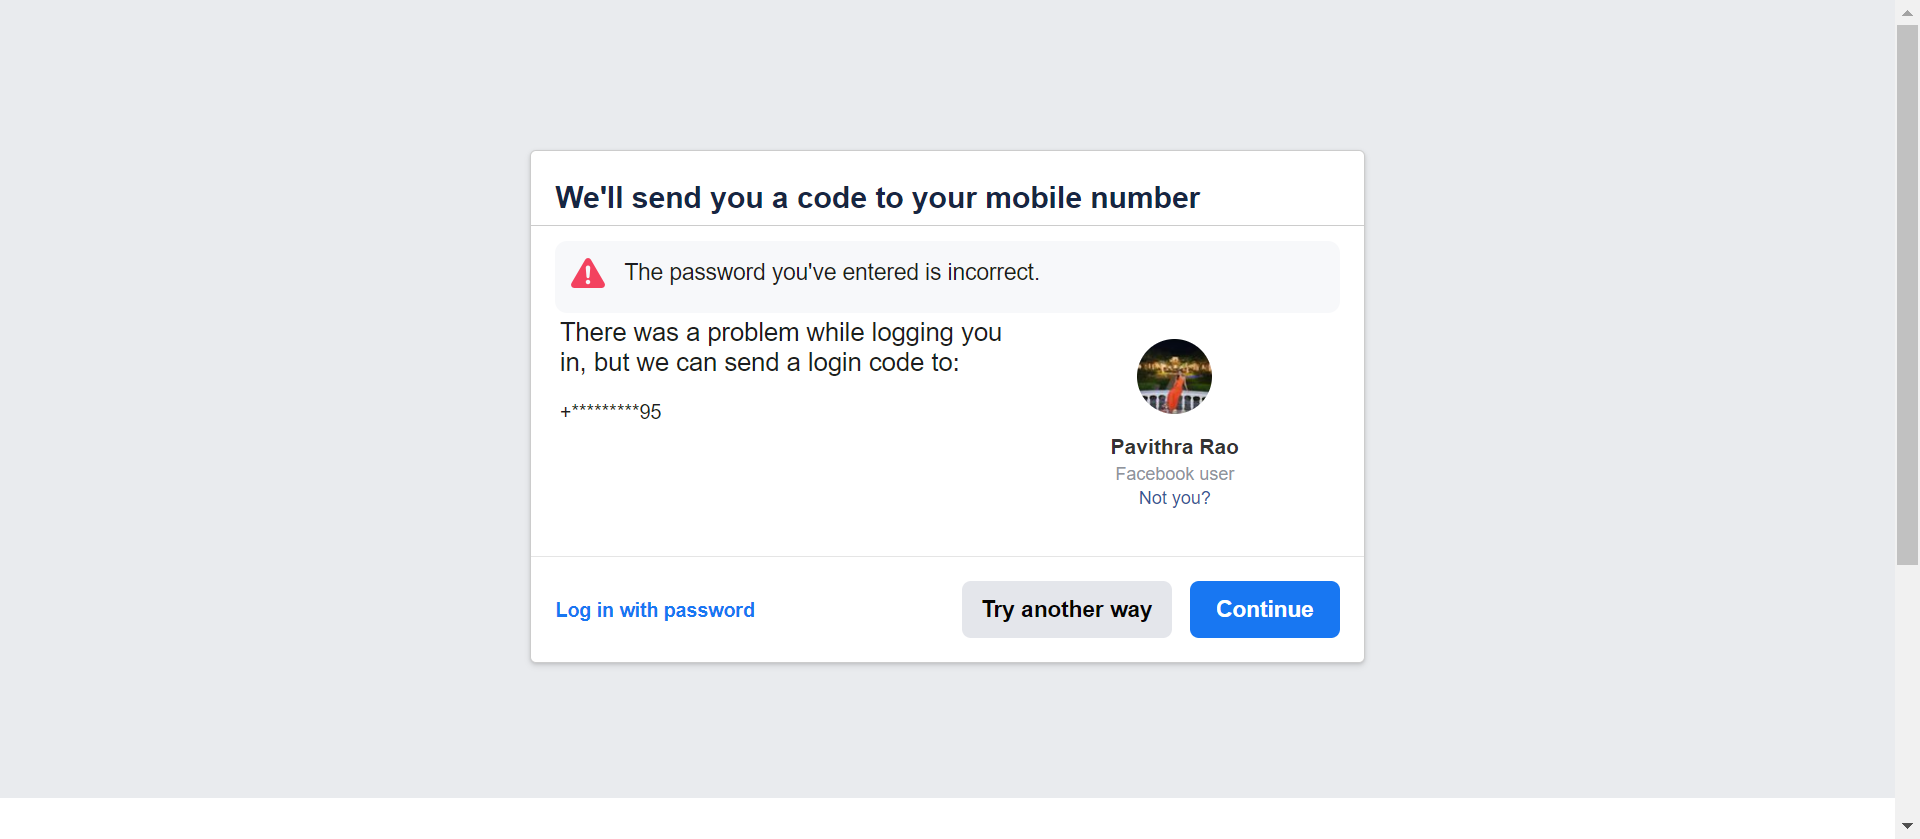 We'll send you a code to your mobile number
The password you've entered is incorrect.
There was a problem while logging you
in, but we can send a login code to:
+*********95
Pavithra Rao
Facebook user
Not you?
Log in with password
Try another way
Continue